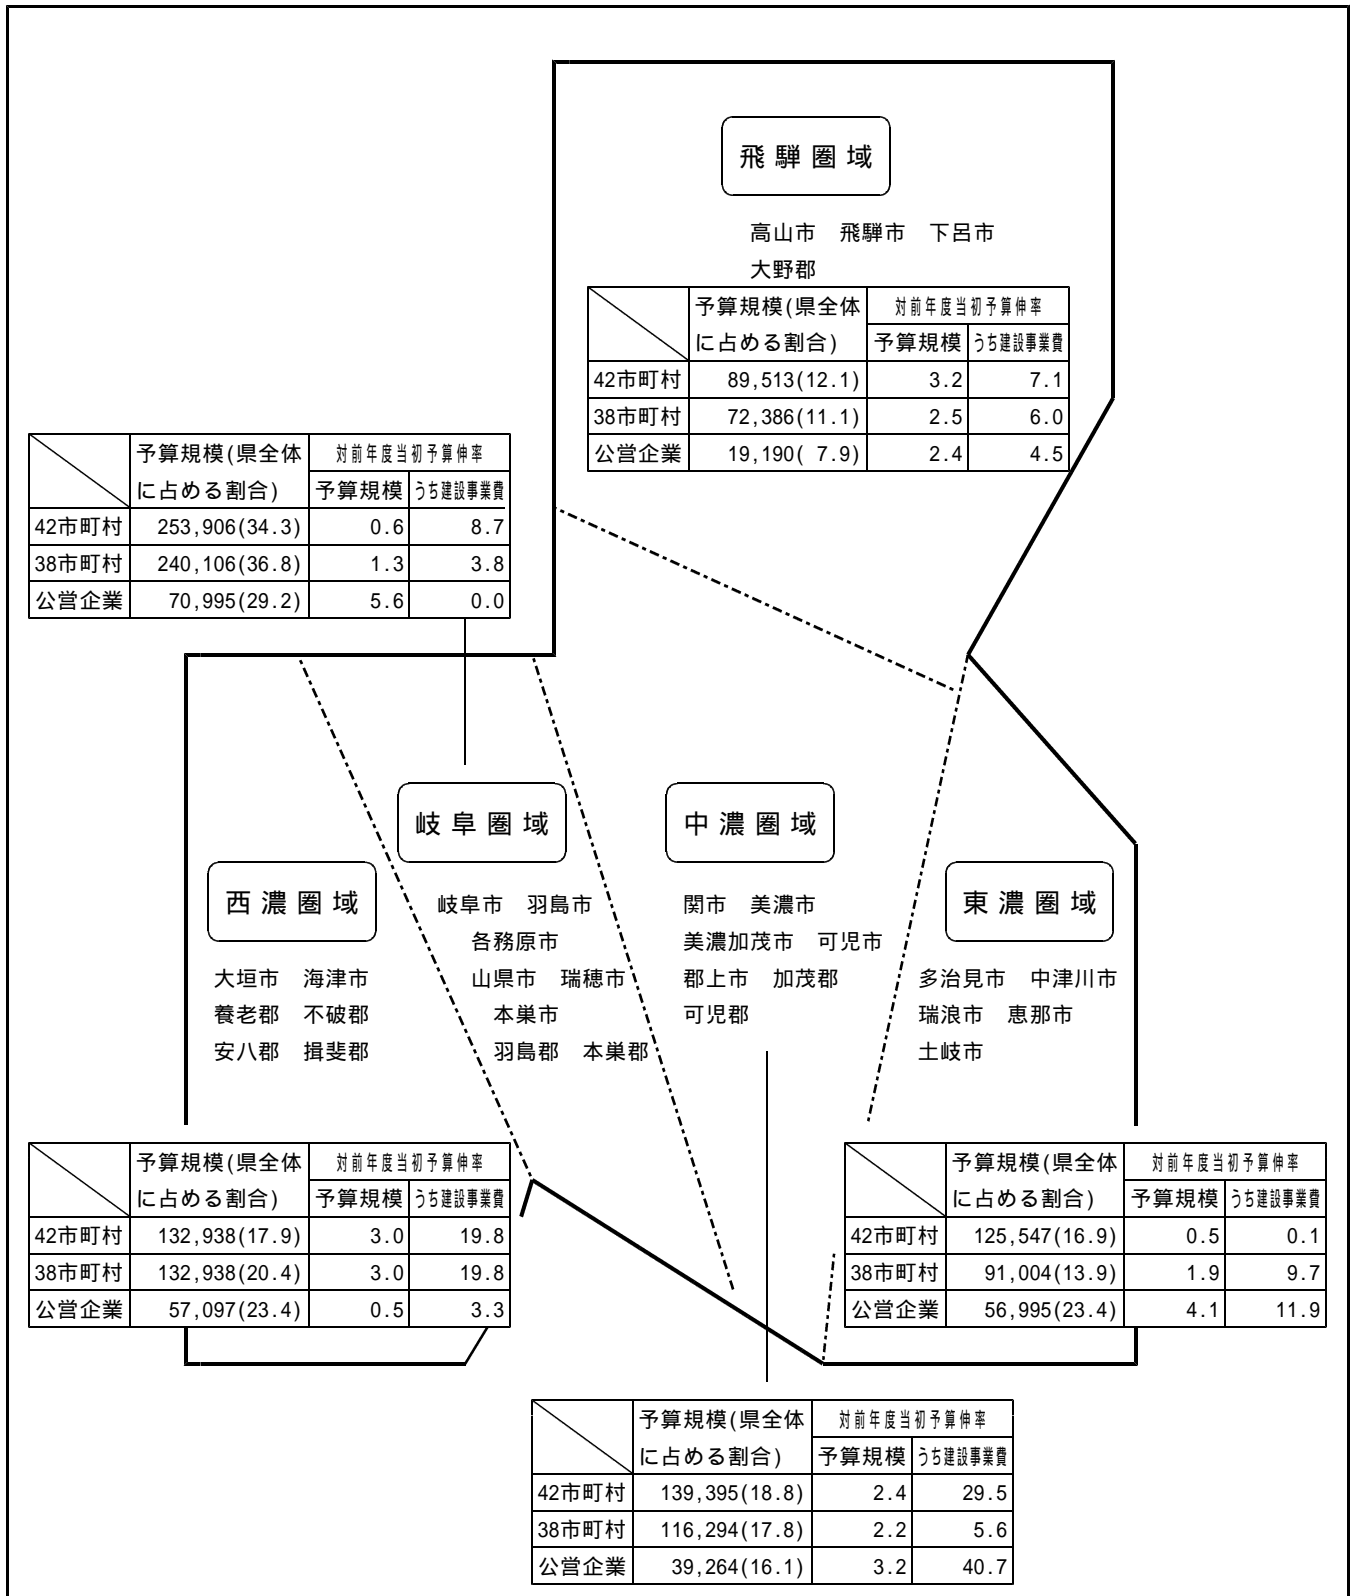 飛騨圏域
高山市　飛騨市　下呂市
大野郡
予算規模(県全体に占める割合) 対前年度当初予算伸率
予算規模 うち建設事業費
42市町村 89,513(12.1) 3.2 7.1
38市町村 72,386(11.1) 2.5 6.0
公営企業 19,190( 7.9) 2.4 4.5
予算規模(県全体に占める割合) 対前年度当初予算伸率
予算規模 うち建設事業費
42市町村 253,906(34.3) 0.6 8.7
38市町村 240,106(36.8) 1.3 3.8
公営企業 70,995(29.2) 5.6 0.0
岐阜圏域
岐阜市　羽島市
各務原市
山県市　瑞穂市
本巣市
羽島郡　本巣郡
中濃圏域
関市　美濃市
美濃加茂市　可児市
郡上市　加茂郡
可児郡
西濃圏域
大垣市　海津市
養老郡　不破郡
安八郡　揖斐郡
東濃圏域
多治見市　中津川市
瑞浪市　恵那市
土岐市
予算規模(県全体に占める割合) 対前年度当初予算伸率
予算規模 うち建設事業費
42市町村 132,938(17.9) 3.0 19.8
38市町村 132,938(20.4) 3.0 19.8
公営企業 57,097(23.4) 0.5 3.3
予算規模(県全体に占める割合) 対前年度当初予算伸率
予算規模 うち建設事業費
42市町村 125,547(16.9) 0.5 0.1
38市町村 91,004(13.9) 1.9 9.7
公営企業 56,995(23.4) 4.1 11.9
予算規模(県全体に占める割合) 対前年度当初予算伸率
予算規模 うち建設事業費
42市町村 139,395(18.8) 2.4 29.5
38市町村 116,294(17.8) 2.2 5.6
公営企業 39,264(16.1) 3.2 40.7